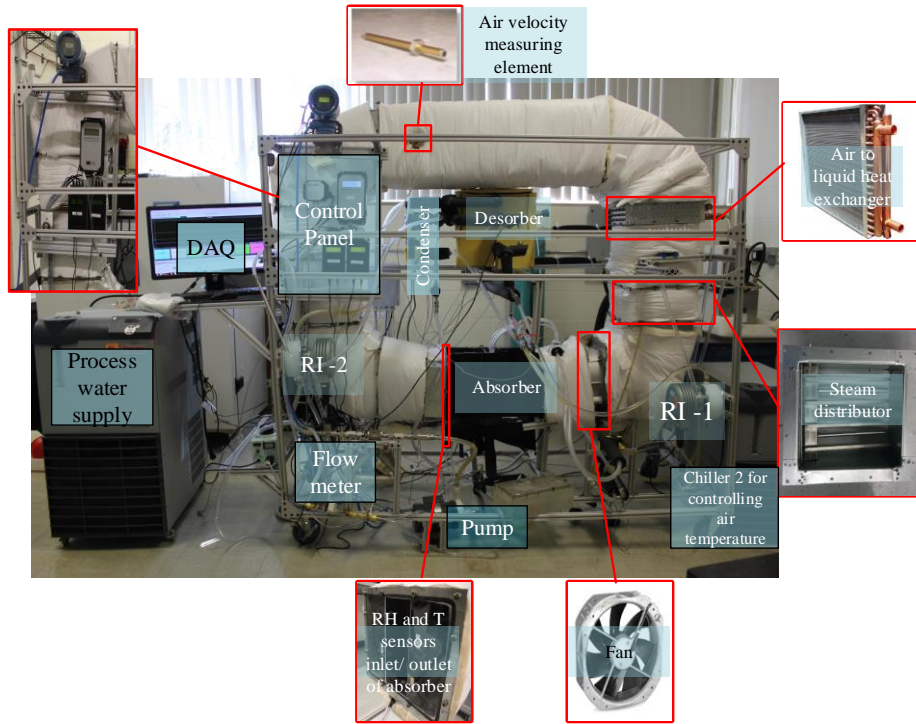 Air velocity
measuring
element
Air to
liquid heat
exchanger
Control
Panel
Condenser
Desorber
DAQ
Process
water
supply
RI -2
Absorber
RI -1
Steam
distributor
Flow
meter
Pump
Chiller 2 for
controlling
air
temperature
RH and T
sensors
inlet/ outlet
of absorber
Fan